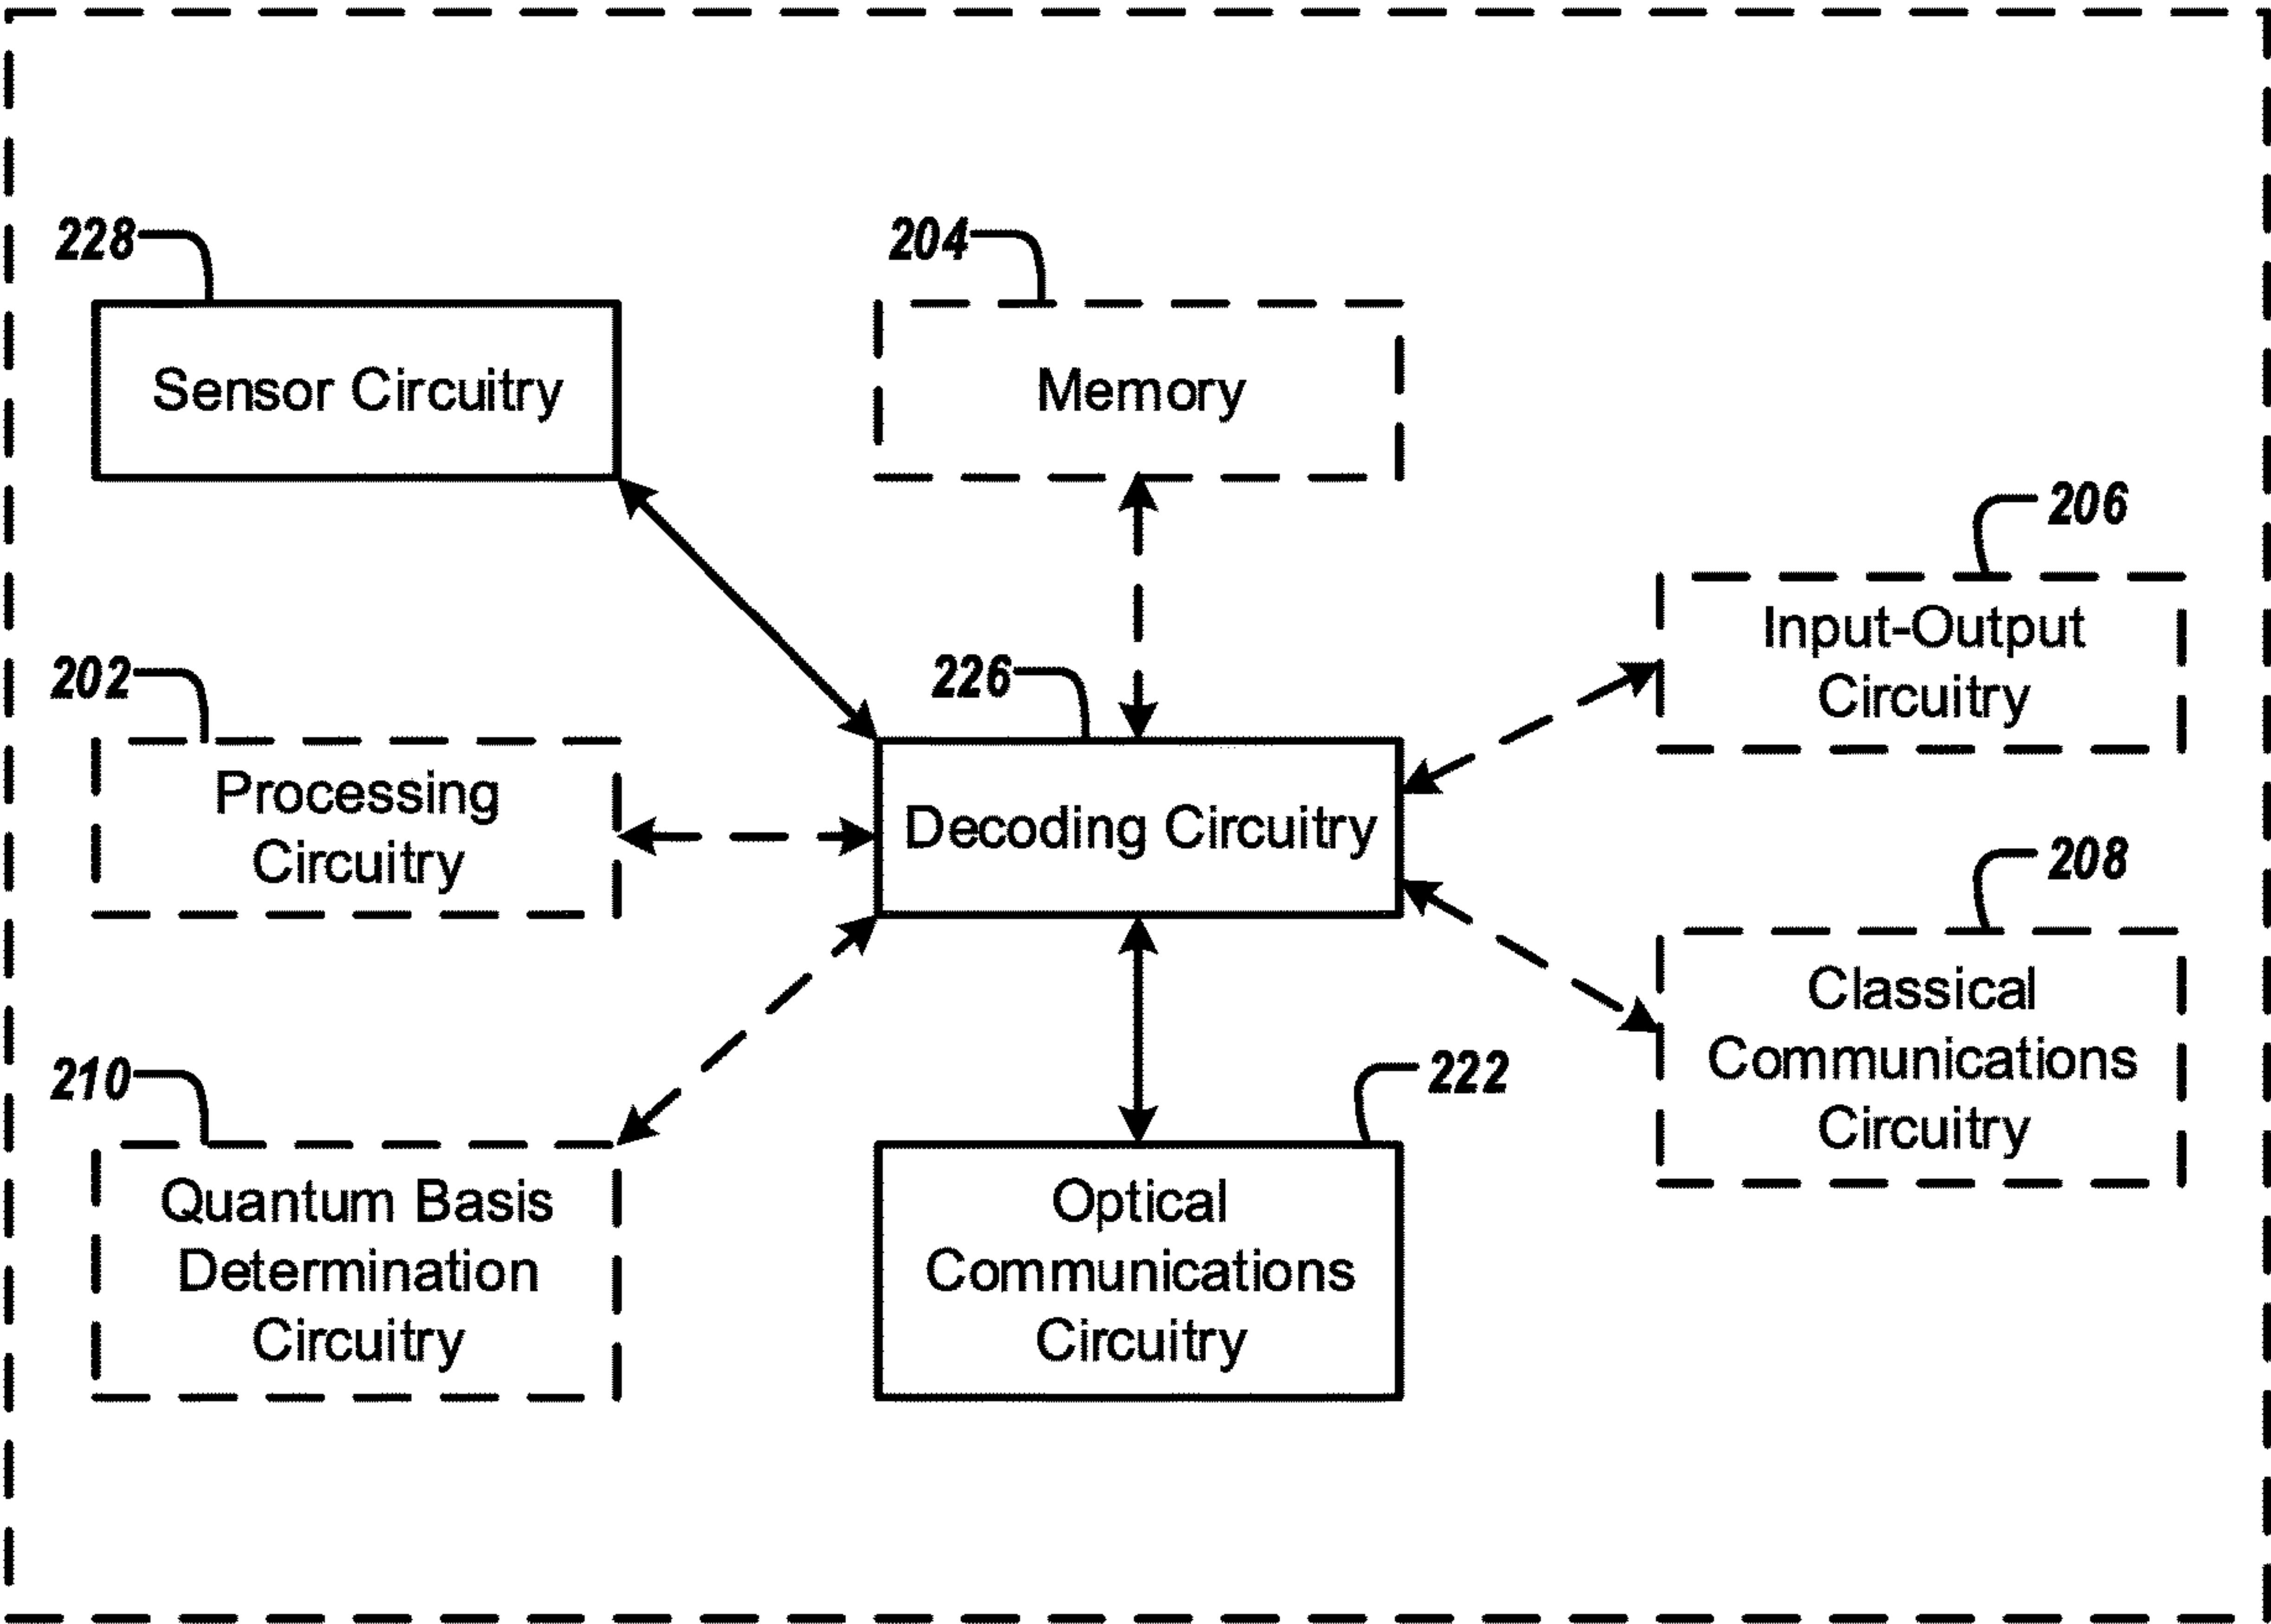 228
Sensor Circuitry
204
Memory
206
Input-Output
Circuitry
202
Processing
Circuitry
226
Decoding Circuitry
208
Classical
Communications
Circuitry
210
Quantum Basis
Determination
Circuitry
222
Optical
Communications
Circuitry